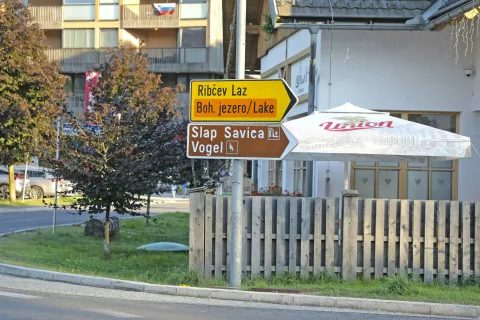 Ribčev Laz
Boh. jezero/Lake
Slap Savica
Vogel
Union